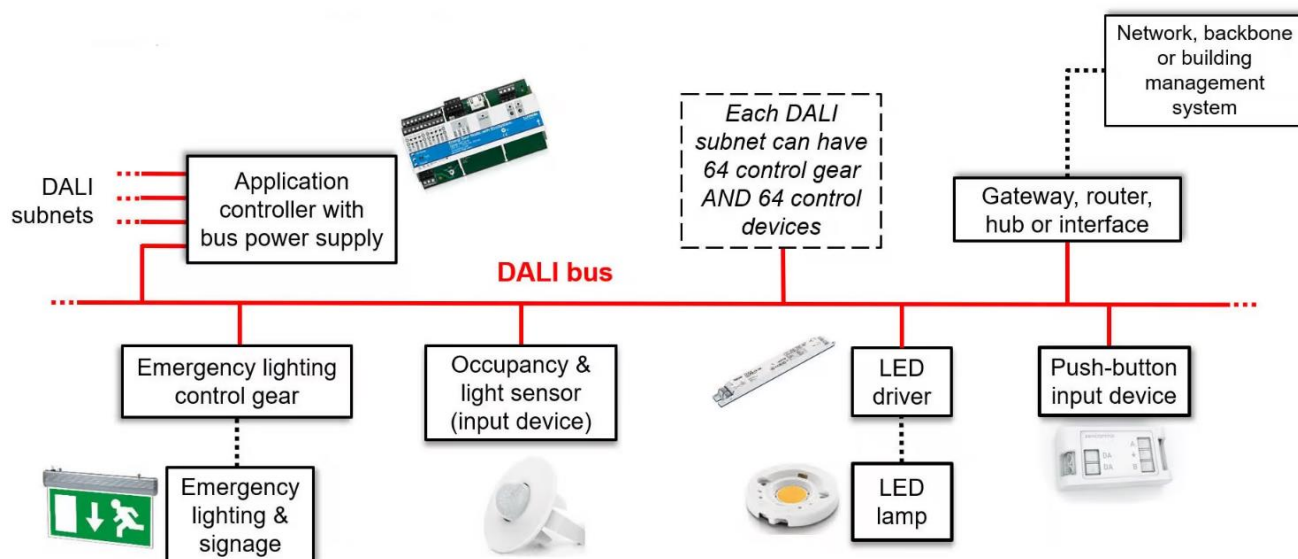 Network, backbone
or building
management
system
Each DALI
subnet can have
64 control gear
AND 64 control
devices
DALI
subnets
Application
controller with
bus power supply
Gateway, router,
hub or interface
DALI bus
Emergency lighting
control gear
Occupancy &
light sensor
(input device)
LED
driver
Push-button
input device
Emergency
lighting &
signage
LED
lamp
DA
DA
A
B